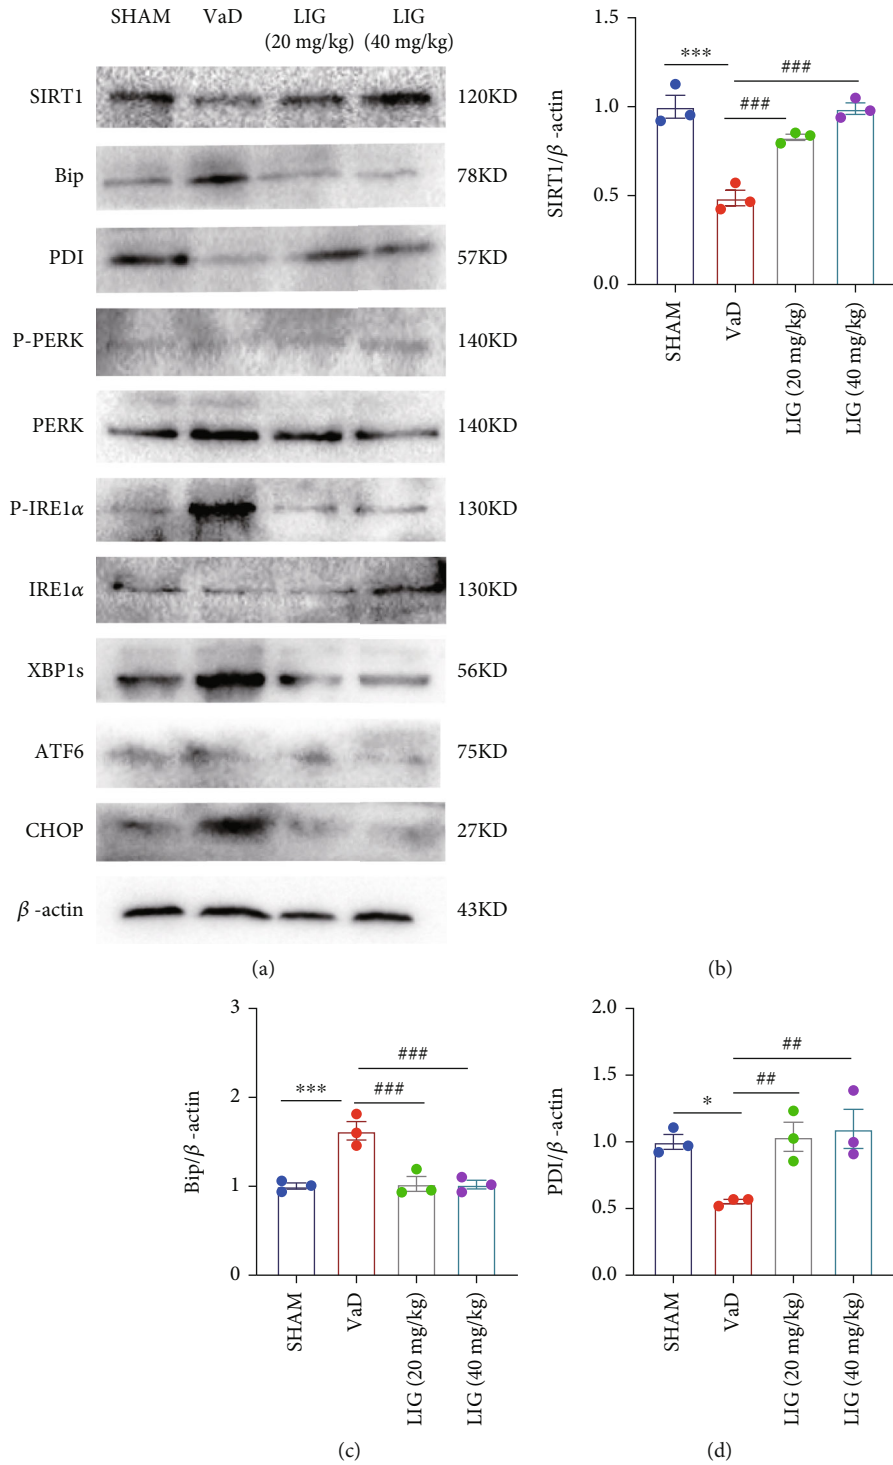 SHAM VaD LIG LIG
(20 mg/kg) (40 mg/kg)
SIRT1 120KD
Bip 78KD
PDI 57KD
P-PERK 140KD
PERK 140KD
P-IRE1α 130KD
IRE1α 130KD
XBP1s 56KD
ATF6 75KD
CHOP 27KD
β -actin 43KD
(a)
1.5
1.0
0.5
0.0
SIRT1/β -actin
***
###
###
SHAM
VaD
LIG (20 mg/kg)
LIG (40 mg/kg)
(b)
3
2
1
0
Bip/β -actin
***
###
###
SHAM
VaD
LIG (20 mg/kg)
LIG (40 mg/kg)
(c)
2.0
1.5
1.0
0.5
0.0
PDI/β -actin
*
##
##
SHAM
VaD
LIG (20 mg/kg)
LIG (40 mg/kg)
(d)